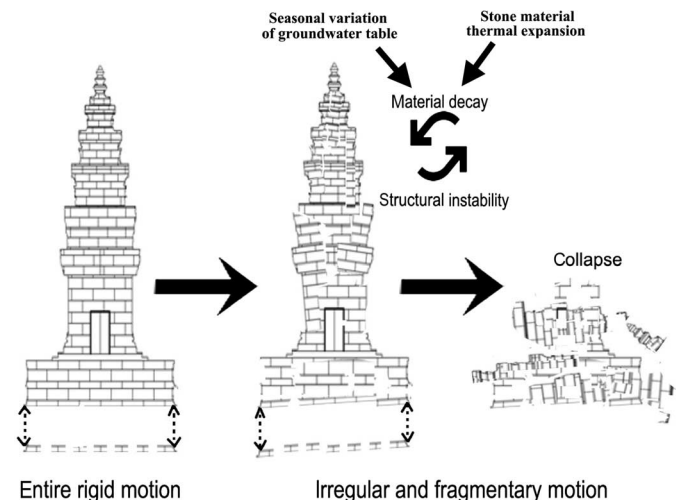 Seasonal variation
of groundwater table
Stone material
thermal expansion
Material decay
Structural instability
Collapse
Entire rigid motion
Irregular and fragmentary motion